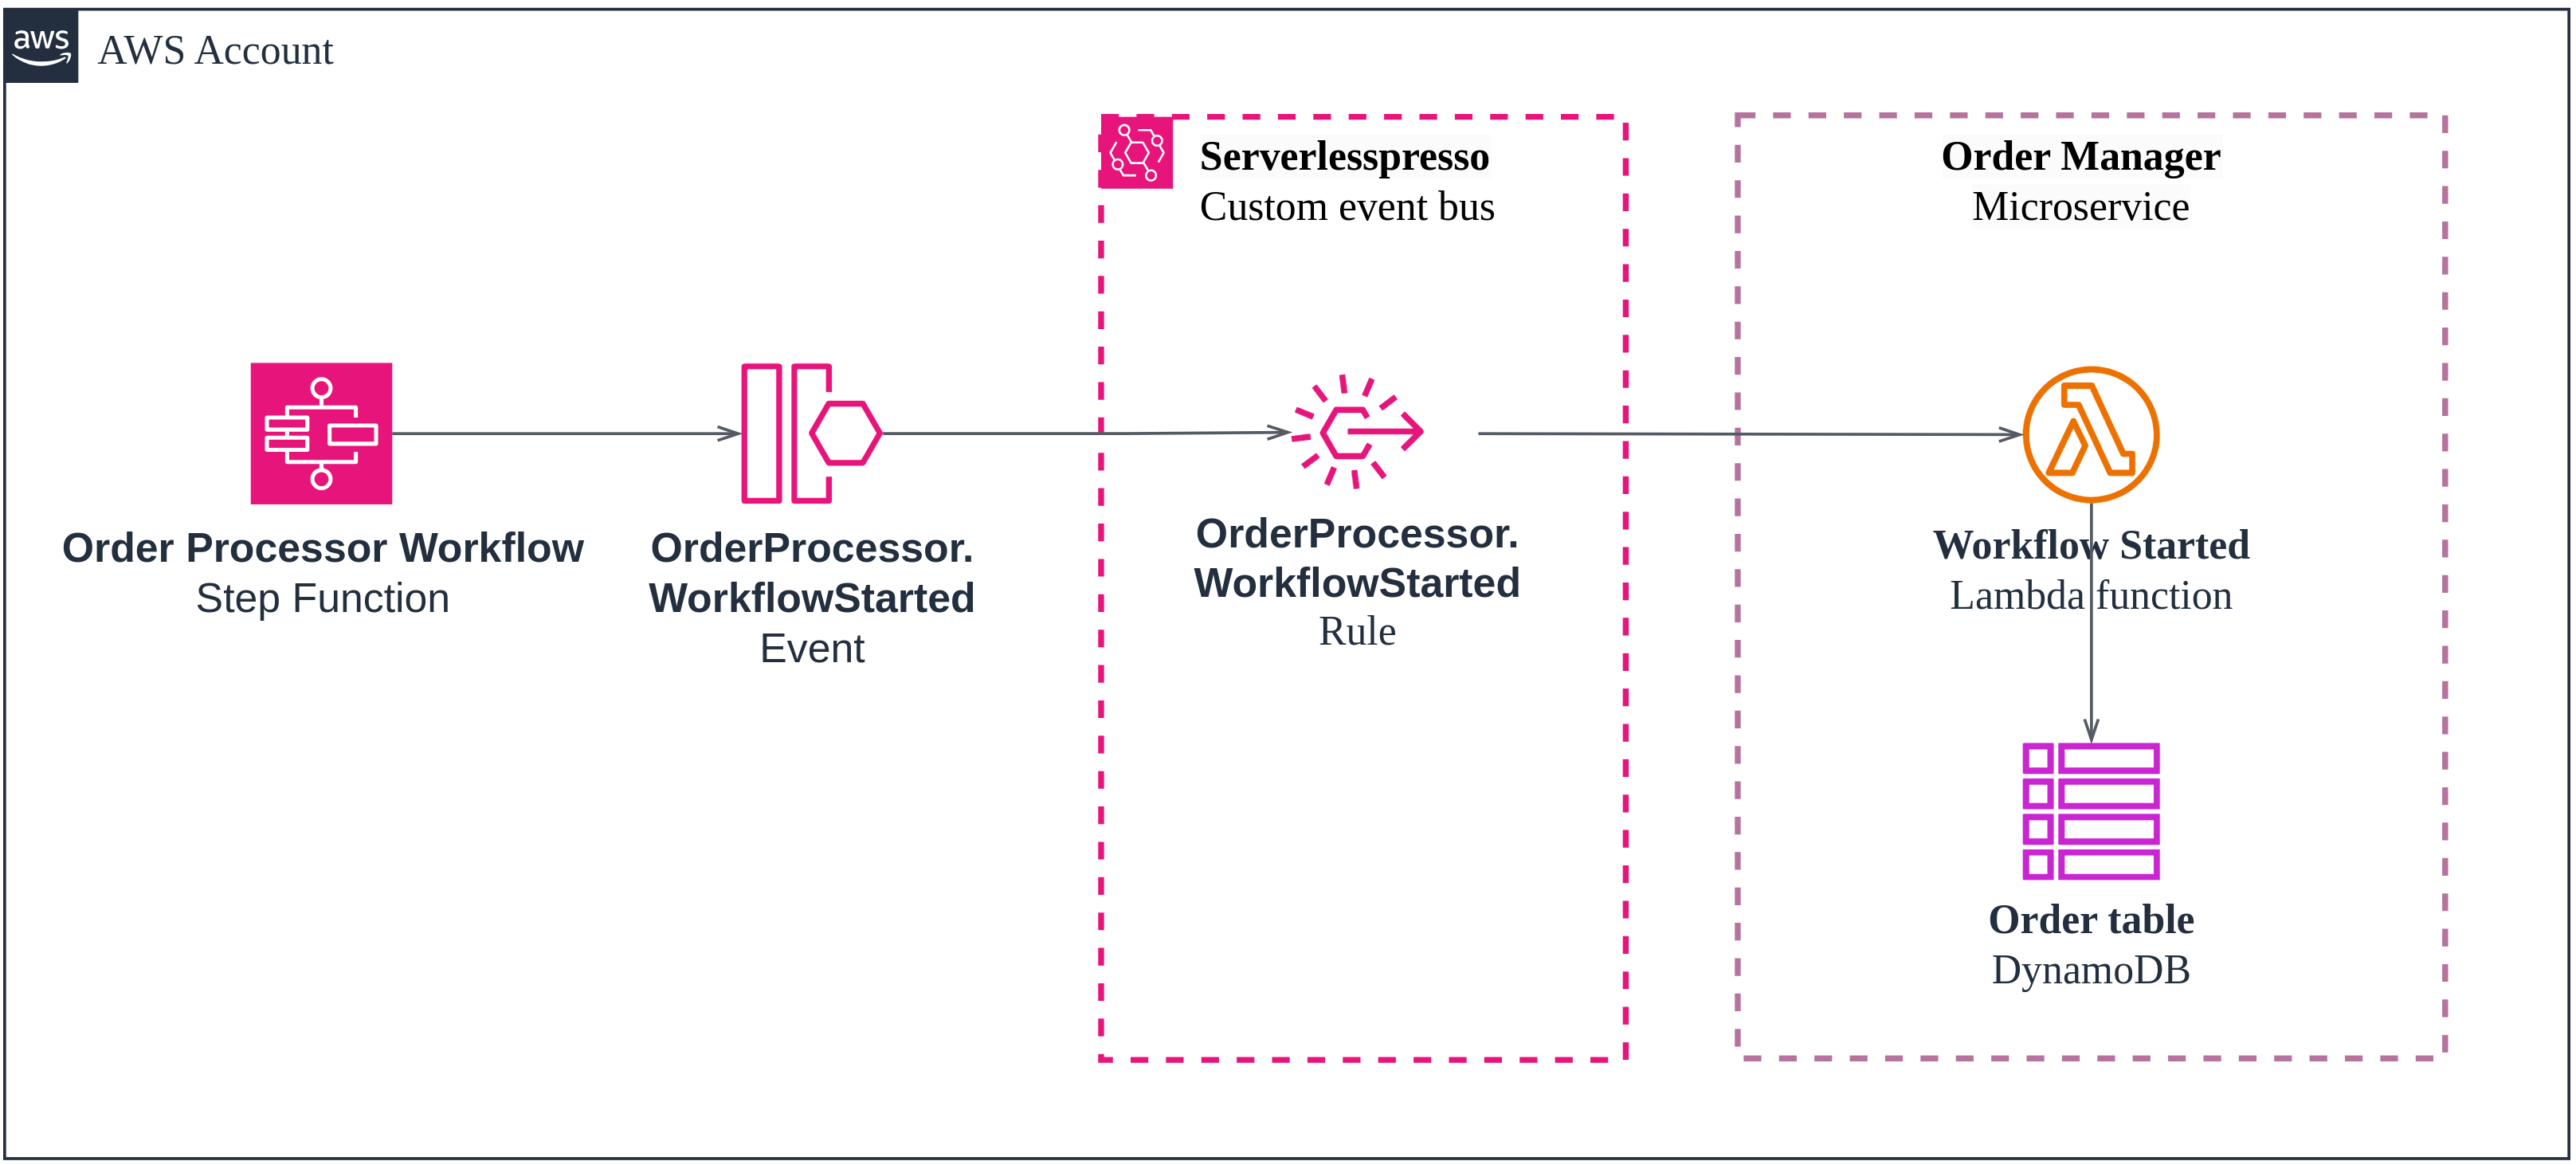 aws
AWS Account
Serverlesspresso
Custom event bus
Order Manager
Microservice
Order Processor Workflow
Step Function
OrderProcessor.
WorkflowStarted
Event
OrderProcessor.
WorkflowStarted
Rule
Workflow Started
Lambda function
Order table
DynamoDB